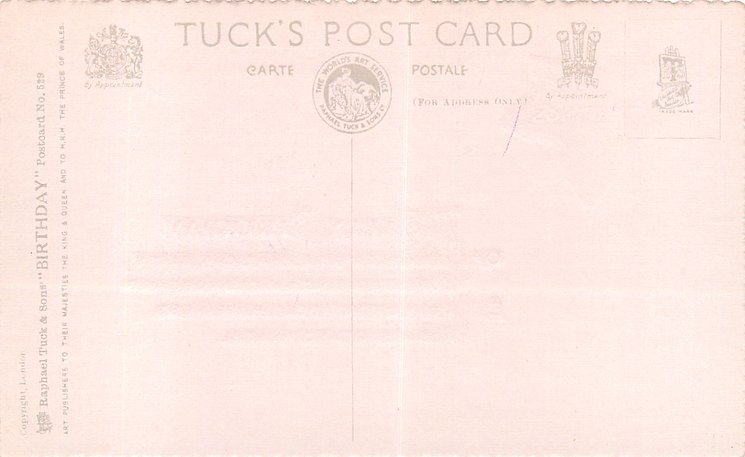 TUCK'S POST CARD
CARTE POSTALE
(FOR ADDRESS ONLY)
By Appointment
THE WORLD'S ART SERVICE
RAPHAEL TUCK & SONS LD
By Appointment
TRADE MARK
Copyright, London
Raphael Tuck & Sons' "BIRTHDAY" Postcard No. 539
ART PUBLISHERS TO THEIR MAJESTIES THE KING & QUEEN AND TO H.R.H. THE PRINCE OF WALES.